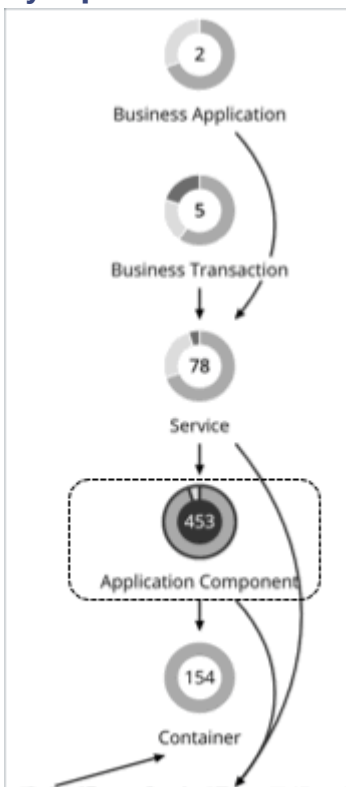 2
Business Application
5
Business Transaction
78
Service
453
Application Component
154
Container